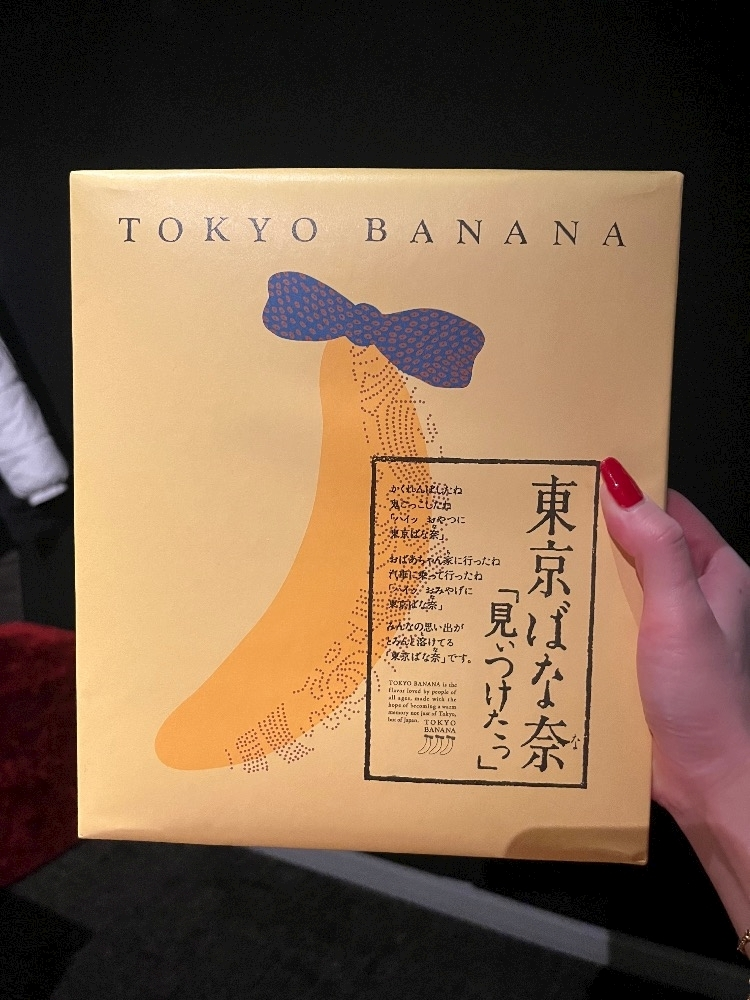 TOKYO BANANA
東京ばな奈
な
「見ぃつけたっ」
かくれんぼしたね
鬼ごっこしたね
「ハイッ おやつに
東京ばな奈」。
おばあちゃん家に行ったね
汽車に乗って行ったね
「ハイッ おみやげに
東京ばな奈」
みんなの思い出が
とろんと溶けてる
「東京ばな奈」です。
TOKYO BANANA is the
flavor loved by people of
all ages, made with the
hope of becoming a warm
memory not just of Tokyo,
but of Japan.
TOKYO
BANANA